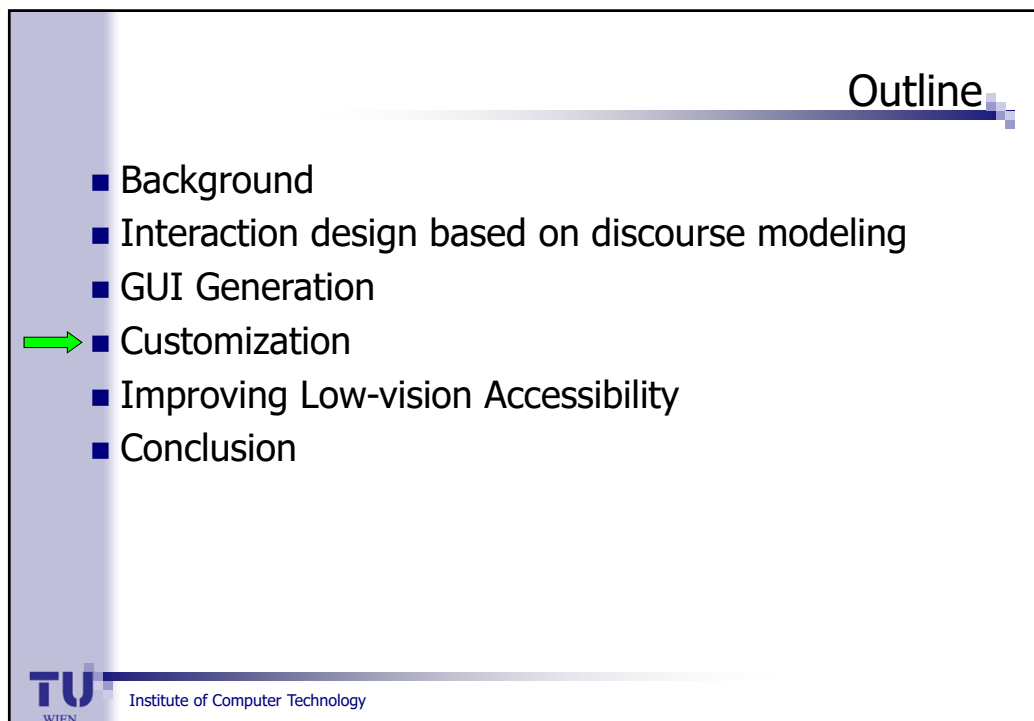 Outline
Background
Interaction design based on discourse modeling
GUI Generation
Customization
Improving Low-vision Accessibility
Conclusion
TU
WIEN
Institute of Computer Technology